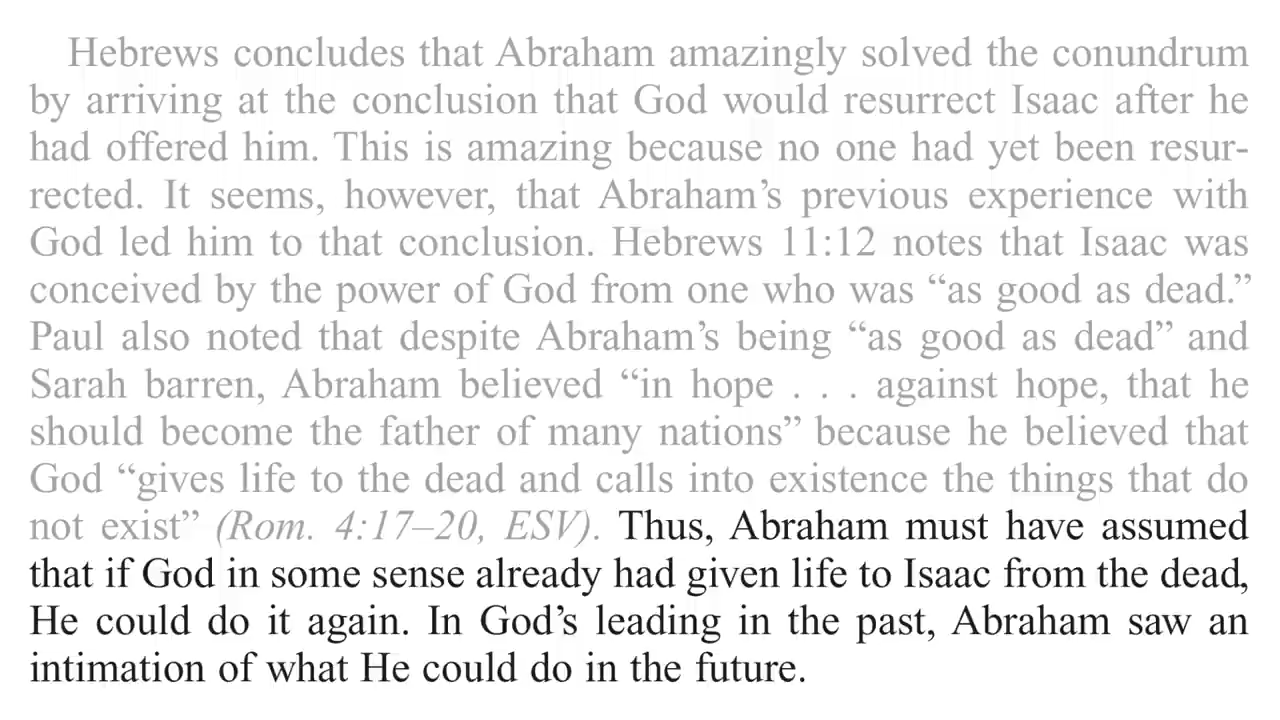 Hebrews concludes that Abraham amazingly solved the conundrum
by arriving at the conclusion that God would resurrect Isaac after he
had offered him. This is amazing because no one had yet been resur-
rected. It seems, however, that Abraham’s previous experience with
God led him to that conclusion. Hebrews 11:12 notes that Isaac was
conceived by the power of God from one who was “as good as dead.”
Paul also noted that despite Abraham’s being “as good as dead” and
Sarah barren, Abraham believed “in hope . . . against hope, that he
should become the father of many nations” because he believed that
God “gives life to the dead and calls into existence the things that do
not exist” (Rom. 4:17–20, ESV). Thus, Abraham must have assumed
that if God in some sense already had given life to Isaac from the dead,
He could do it again. In God’s leading in the past, Abraham saw an
intimation of what He could do in the future.